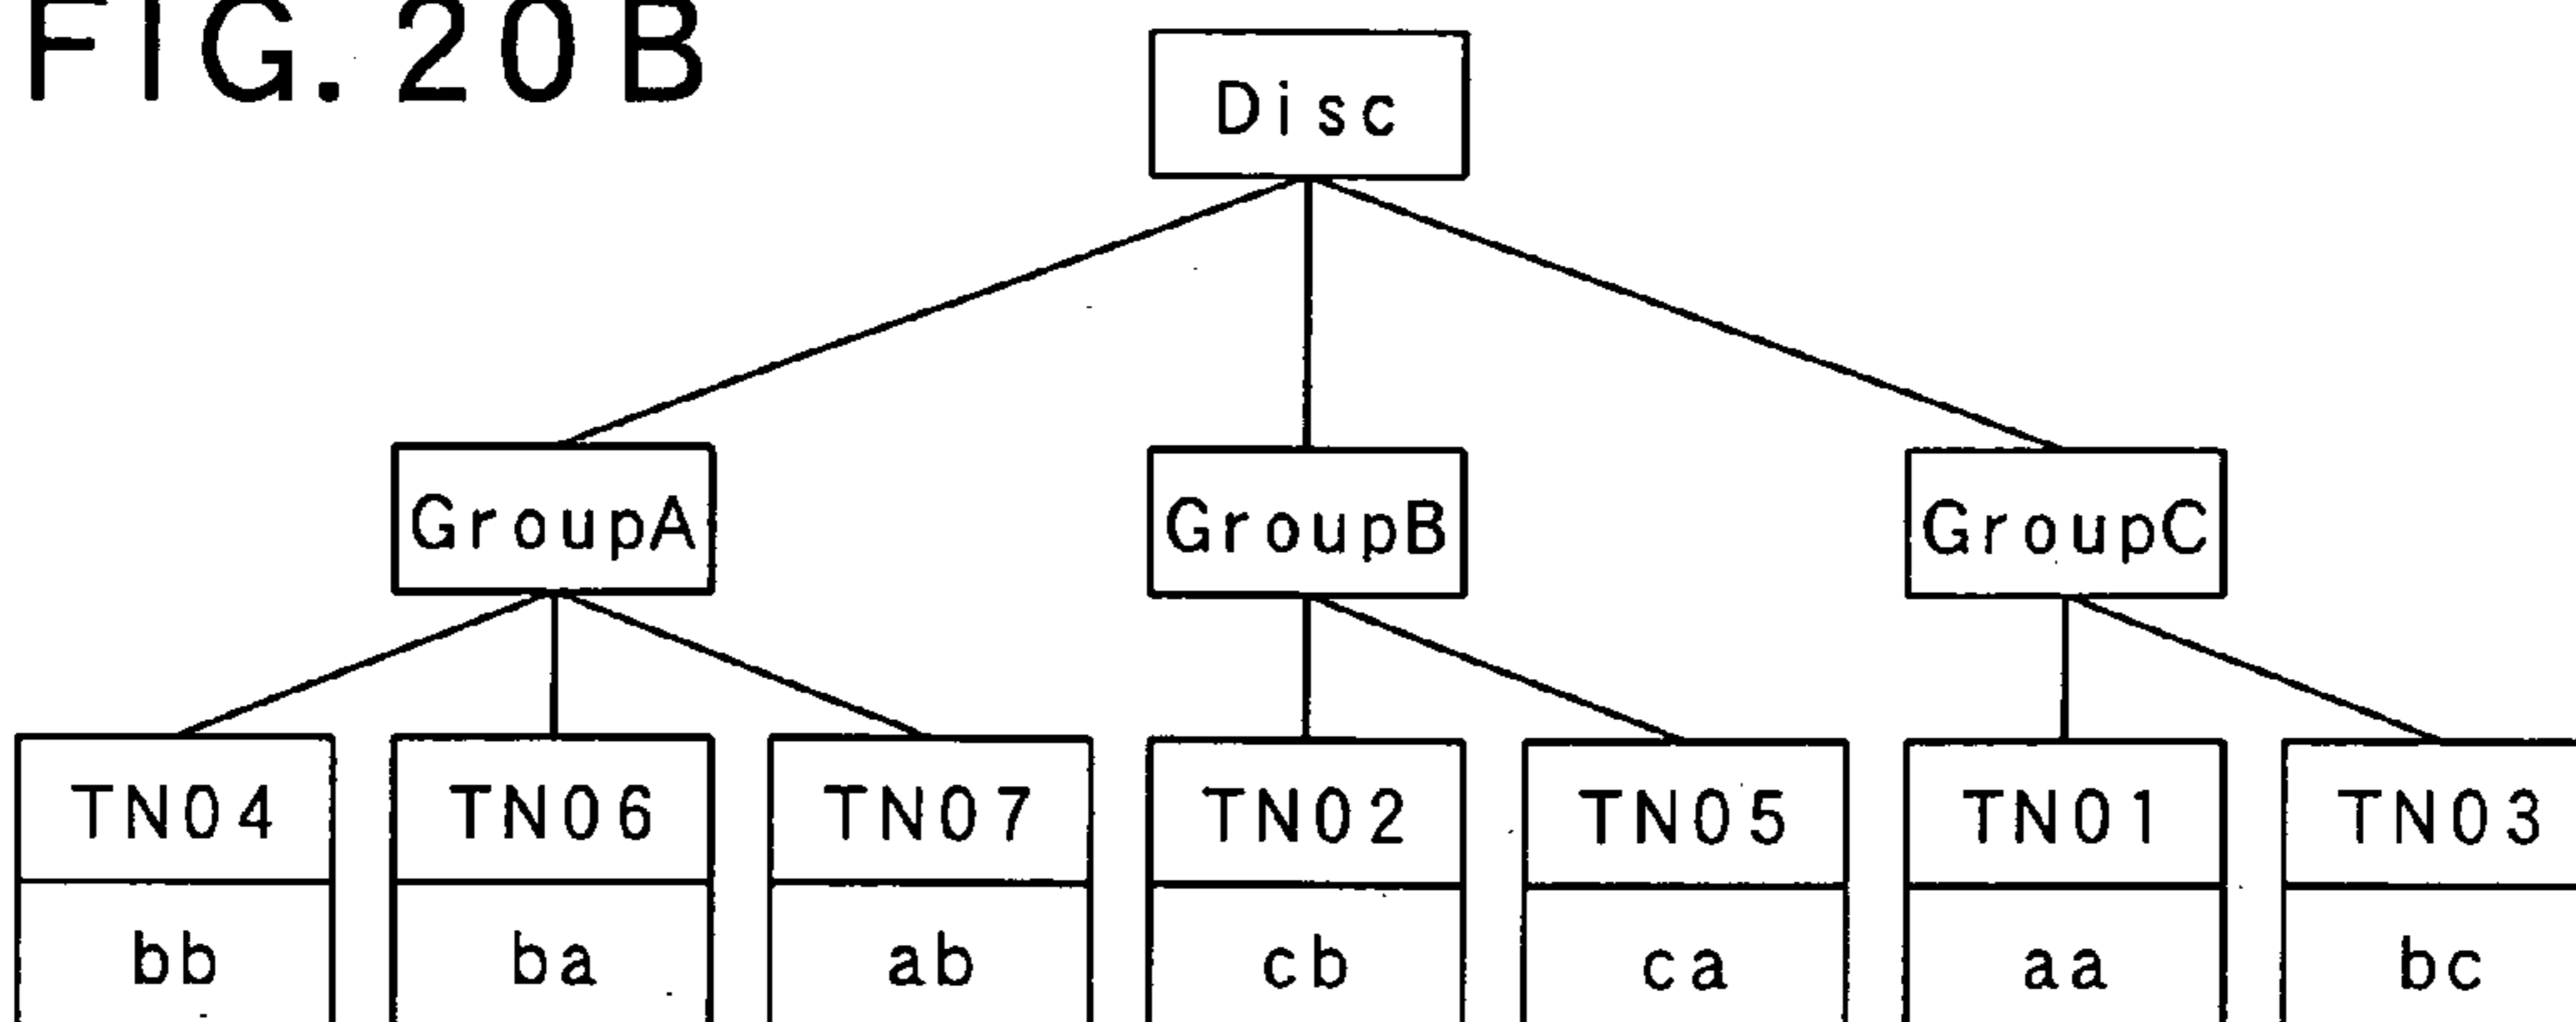 FIG. 20B
Disc
GroupA GroupB GroupC
TN04 TN06 TN07 TN02 TN05 TN01 TN03
bb ba ab cb ca aa bc